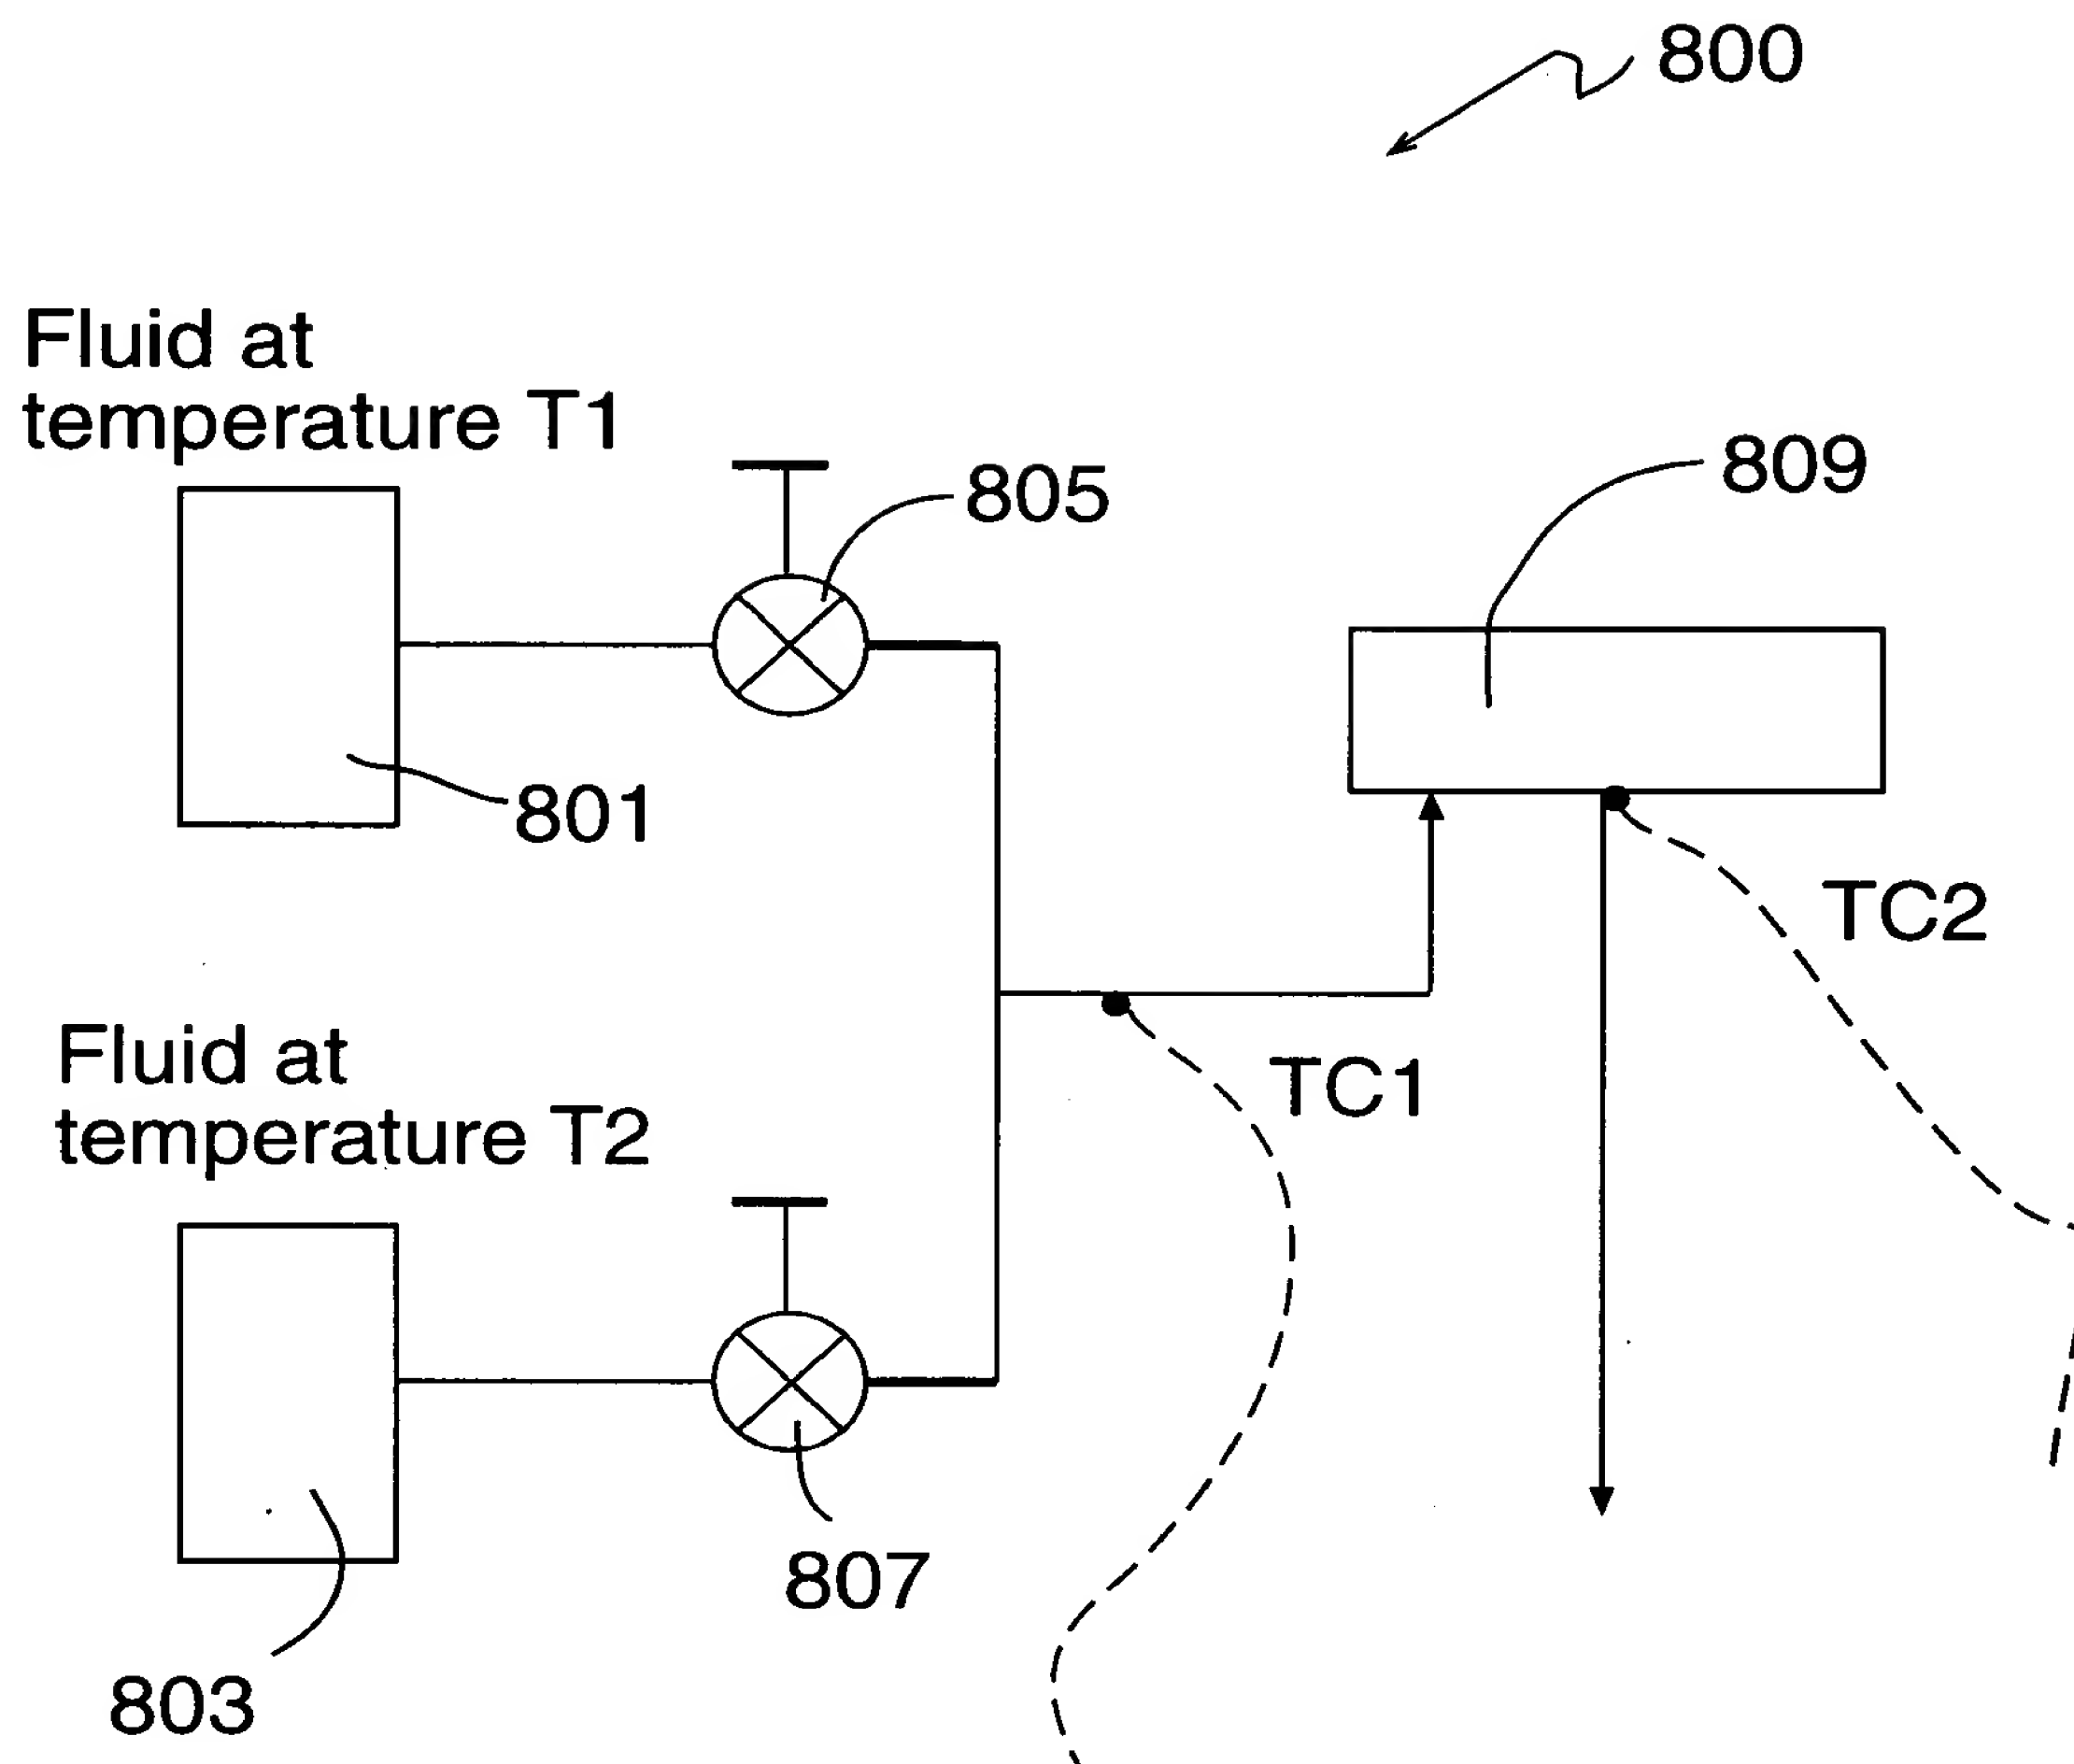 800
Fluid at
temperature T1
805
809
801
TC2
Fluid at
temperature T2
TC1
807
803